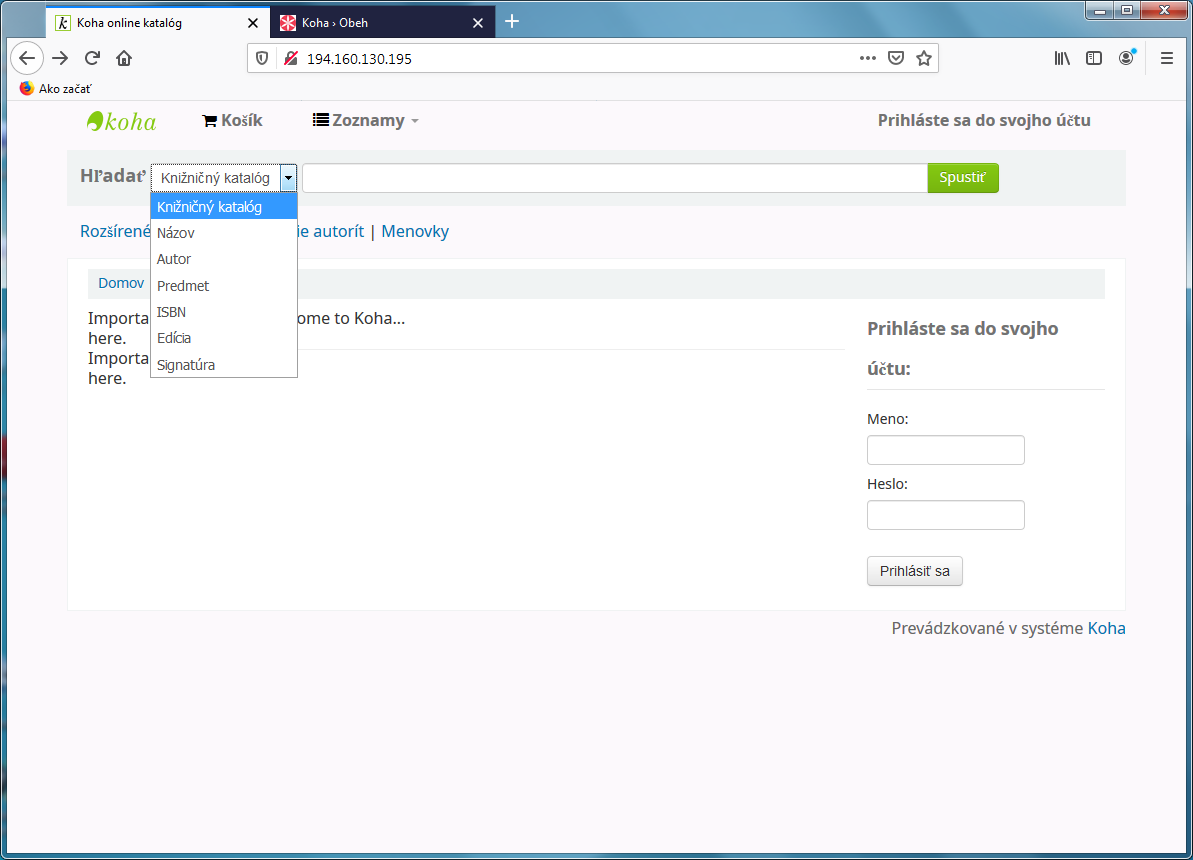 Koha online katalóg
Koha › Obeh
194.160.130.195
Ako začať
koha
Košík
Zoznamy
Prihláste sa do svojho účtu
Hľadať
Knižničný katalóg
Spustiť
Knižničný katalóg
Názov
Autor
Predmet
ISBN
Edícia
Signatúra
Rozšírené
ie autorít | Menovky
Domov
Importa ome to Koha...
here.
Importa
here.
Prihláste sa do svojho
účtu:
Meno:
Heslo:
Prihlásiť sa
Prevádzkované v systéme Koha